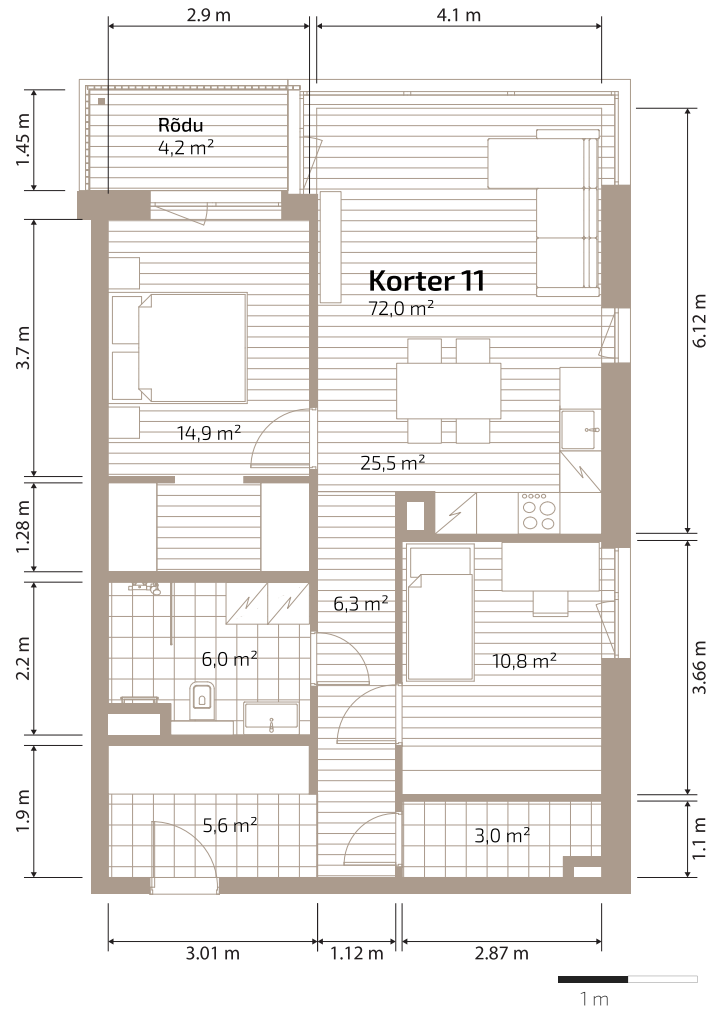 2.9 m
4.1 m
1.45 m
Rõdu
4,2 m²
Korter 11
72,0 m²
6.12 m
3.7 m
14,9 m²
25,5 m²
1.28 m
6,3 m²
2.2 m
6,0 m²
10,8 m²
3.66 m
1.9 m
5,6 m²
3,0 m²
1.1 m
3.01 m
1.12 m
2.87 m
1 m